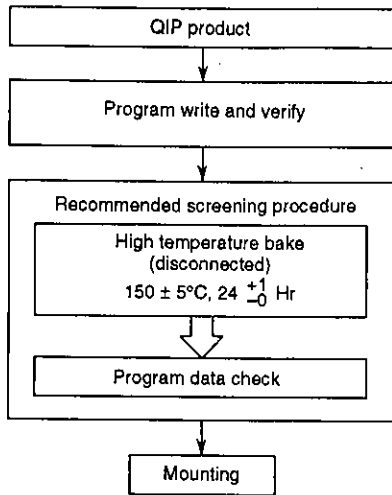 QIP product
Program write and verify
Recommended screening procedure
High temperature bake
(disconnected)
150 ± 5°C, 24 +1 −0 Hr
Program data check
Mounting